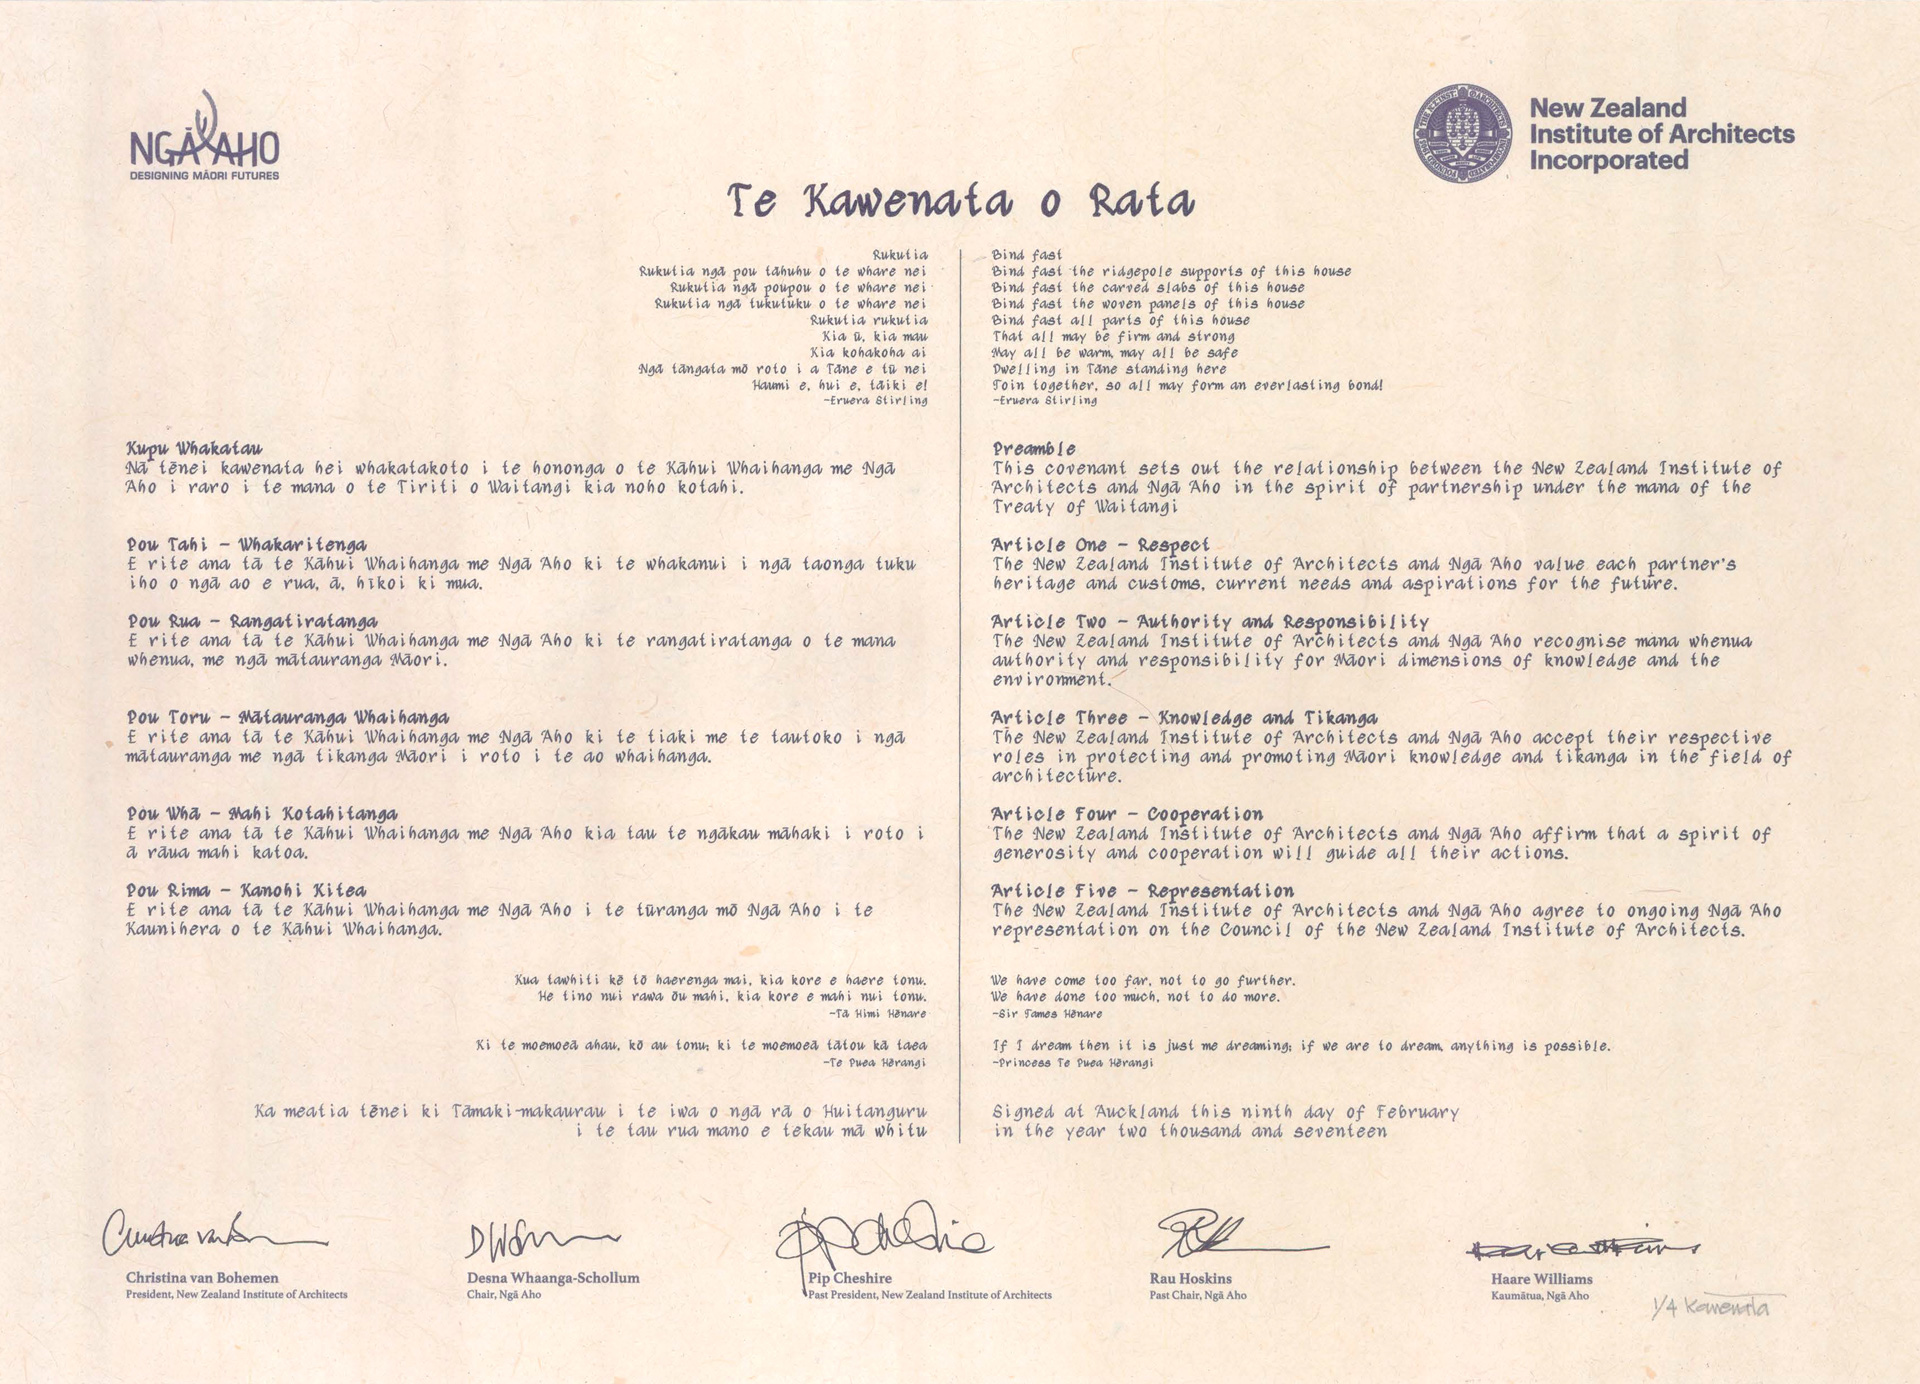 NGĀ AHO
DESIGNING MĀORI FUTURES
New Zealand
Institute of Architects
Incorporated
Te Kawenata o Rata
Rukutia
Rukutia ngā pou tāhuhu o te whare nei
Rukutia ngā poupou o te whare nei
Rukutia ngā tukutuku o te whare nei
Rukutia rukutia
Kia ū, kia mau
Kia kohakoha ai
Ngā tāngata mō roto i a Tāne e tū nei
Haumi e, hui e, tāiki e!
~Eruera Stirling
Bind fast
Bind fast the ridgepole supports of this house
Bind fast the carved slabs of this house
Bind fast the woven panels of this house
Bind fast all parts of this house
That all may be firm and strong
May all be warm, may all be safe
Dwelling in Tāne standing here
Join together, so all may form an everlasting bond!
~Eruera Stirling
Kupu Whakatau
Nā tēnei kawenata hei whakatakoto i te hononga o te Kāhui Whaihanga me Ngā
Aho i raro i te mana o te Tiriti o Waitangi kia noho kotahi.
Pou Tahi – Whakaritenga
E rite ana tā te Kāhui Whaihanga me Ngā Aho ki te whakanui i ngā taonga tuku
iho o ngā ao e rua, ā, hīkoi ki mua.
Pou Rua – Rangatiratanga
E rite ana tā te Kāhui Whaihanga me Ngā Aho ki te rangatiratanga o te mana
whenua, me ngā mātauranga Māori.
Pou Toru – Mātauranga Whaihanga
E rite ana tā te Kāhui Whaihanga me Ngā Aho ki te tiaki me te tautoko i ngā
mātauranga me ngā tikanga Māori i roto i te ao whaihanga.
Pou Whā – Mahi Kotahitanga
E rite ana tā te Kāhui Whaihanga me Ngā Aho kia tau te ngākau māhaki i roto i
ā rāua mahi katoa.
Pou Rima – Kanohi Kitea
E rite ana tā te Kāhui Whaihanga me Ngā Aho i te tūranga mō Ngā Aho i te
Kaunihera o te Kāhui Whaihanga.
Preamble
This covenant sets out the relationship between the New Zealand Institute of
Architects and Ngā Aho in the spirit of partnership under the mana of the
Treaty of Waitangi
Article One – Respect
The New Zealand Institute of Architects and Ngā Aho value each partner's
heritage and customs, current needs and aspirations for the future.
Article Two – Authority and Responsibility
The New Zealand Institute of Architects and Ngā Aho recognise mana whenua
authority and responsibility for Māori dimensions of knowledge and the
environment.
Article Three – Knowledge and Tikanga
The New Zealand Institute of Architects and Ngā Aho accept their respective
roles in protecting and promoting Māori knowledge and tikanga in the field of
architecture.
Article Four – Cooperation
The New Zealand Institute of Architects and Ngā Aho affirm that a spirit of
generosity and cooperation will guide all their actions.
Article Five – Representation
The New Zealand Institute of Architects and Ngā Aho agree to ongoing Ngā Aho
representation on the Council of the New Zealand Institute of Architects.
Kua tawhiti kē tō haerenga mai, kia kore e haere tonu.
He tino nui rawa ōu mahi, kia kore e mahi nui tonu.
~Tā Himi Hēnare
Ki te moemoeā ahau, kō au tonu; ki te moemoeā tātou kā taea
~Te Puea Hērangi
We have come too far, not to go further.
We have done too much, not to do more.
~Sir James Hēnare
If I dream then it is just me dreaming; if we are to dream, anything is possible.
~Princess Te Puea Hērangi
Ka meatia tēnei ki Tāmaki-makaurau i te iwa o ngā rā o Huitanguru
i te tau rua mano e tekau mā whitu
Signed at Auckland this ninth day of February
in the year two thousand and seventeen
Christina van Bohemen
President, New Zealand Institute of Architects
Desna Whaanga-Schollum
Chair, Ngā Aho
Pip Cheshire
Past President, New Zealand Institute of Architects
Rau Hoskins
Past Chair, Ngā Aho
Haare Williams
Kaumātua, Ngā Aho
1/4 Kawenata